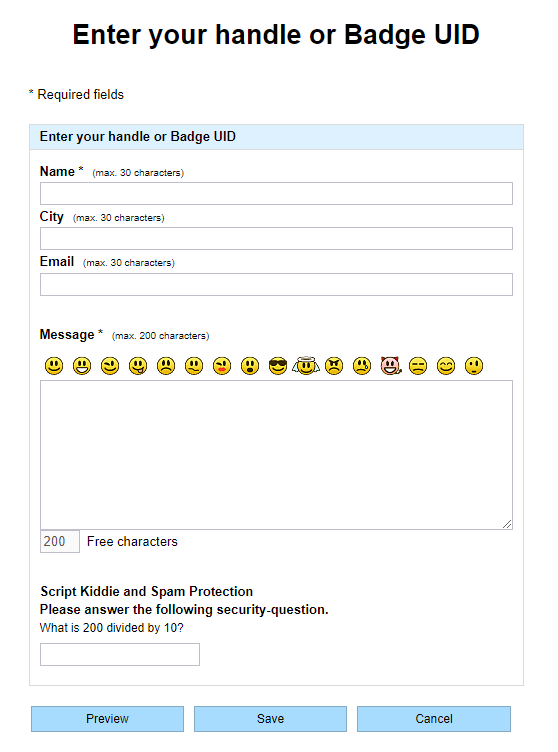 Enter your handle or Badge UID
* Required fields
Enter your handle or Badge UID
Name * (max. 30 characters)
City (max. 30 characters)
Email (max. 30 characters)
Message * (max. 200 characters)
200 Free characters
Script Kiddie and Spam Protection
Please answer the following security-question.
What is 200 divided by 10?
Preview Save Cancel